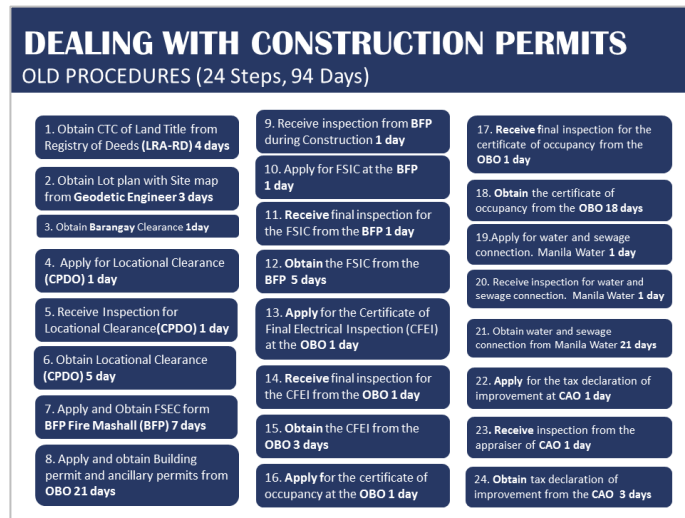 DEALING WITH CONSTRUCTION PERMITS
OLD PROCEDURES (24 Steps, 94 Days)
1. Obtain CTC of Land Title from
Registry of Deeds (LRA-RD) 4 days
2. Obtain Lot plan with Site map
from Geodetic Engineer 3 days
3. Obtain Barangay Clearance 1day
4. Apply for Locational Clearance
(CPDO) 1 day
5. Receive Inspection for
Locational Clearance(CPDO) 1 day
6. Obtain Locational Clearance
(CPDO) 5 day
7. Apply and Obtain FSEC form
BFP Fire Mashall (BFP) 7 days
8. Apply and obtain Building
permit and ancillary permits from
OBO 21 days
9. Receive inspection from BFP
during Construction 1 day
10. Apply for FSIC at the BFP
1 day
11. Receive final inspection for
the FSIC from the BFP 1 day
12. Obtain the FSIC from the
BFP 5 days
13. Apply for the Certificate of
Final Electrical Inspection (CFEI)
at the OBO 1 day
14. Receive final inspection for
the CFEI from the OBO 1 day
15. Obtain the CFEI from the
OBO 3 days
16. Apply for the certificate of
occupancy at the OBO 1 day
17. Receive final inspection for the
certificate of occupancy from the
OBO 1 day
18. Obtain the certificate of
occupancy from the OBO 18 days
19.Apply for water and sewage
connection. Manila Water 1 day
20. Receive inspection for water and
sewage connection. Manila Water 1 day
21. Obtain water and sewage
connection from Manila Water 21 days
22. Apply for the tax declaration of
improvement at CAO 1 day
23. Receive inspection from the
appraiser of CAO 1 day
24. Obtain tax declaration of
improvement from the CAO 3 days